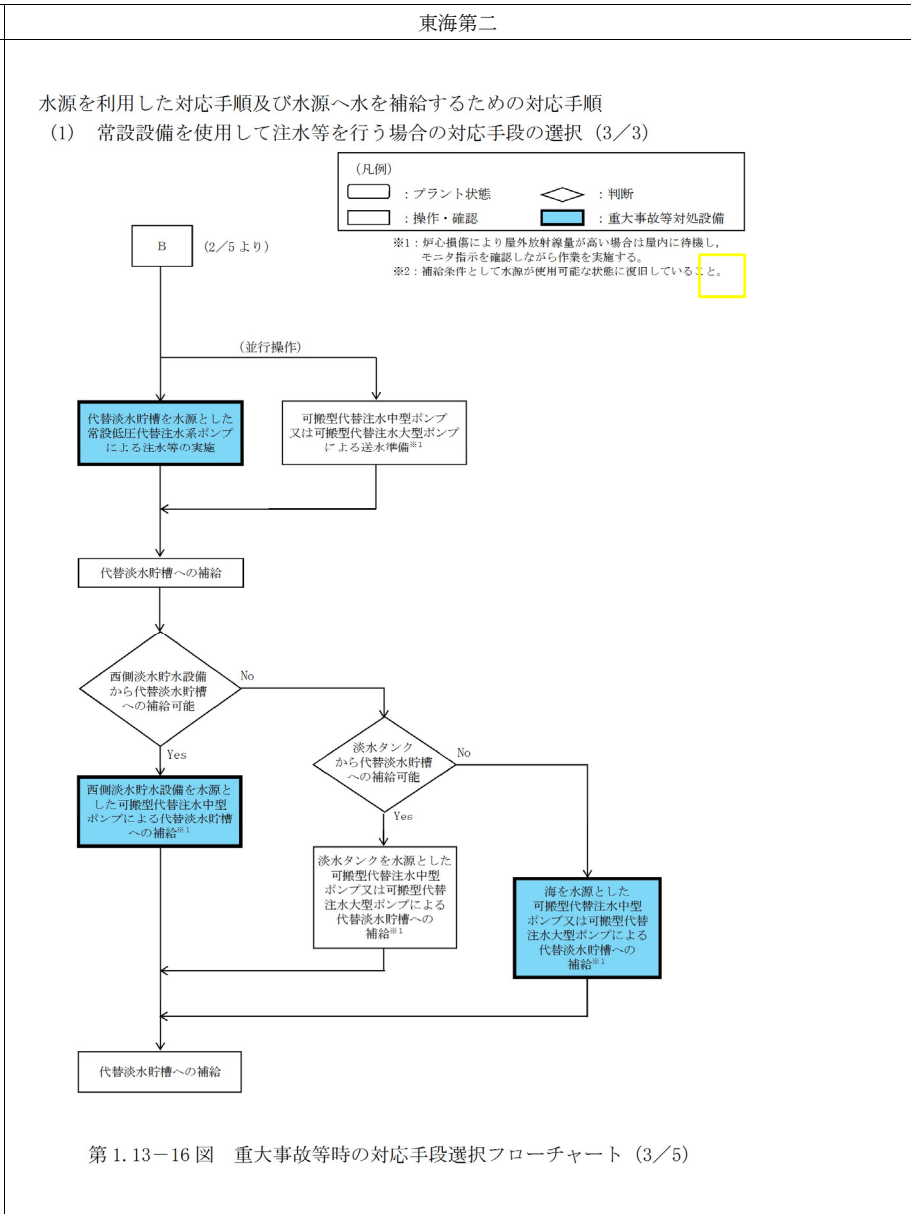 東海第二
水源を利用した対応手順及び水源へ水を補給するための対応手順
(1) 常設設備を使用して注水等を行う場合の対応手段の選択(3/3)
(凡例)
:プラント状態
:判断
:操作・確認
:重大事故等対処設備
※1:炉心損傷により屋外放射線量が高い場合は屋内に待機し,
モニタ指示を確認しながら作業を実施する。
※2:補給条件として水源が使用可能な状態に復旧していること。
B
(2/5より)
(並行操作)
代替淡水貯槽を水源とした
常設低圧代替注水系ポンプ
による注水等の実施
可搬型代替注水中型ポンプ
又は可搬型代替注水大型ポンプ
による送水準備※1
代替淡水貯槽への補給
西側淡水貯水設備
から代替淡水貯槽
への補給可能
No
Yes
淡水タンク
から代替淡水貯槽
への補給可能
No
Yes
西側淡水貯水設備を水源と
した可搬型代替注水中型
ポンプによる代替淡水貯槽
への補給※1
淡水タンクを水源とした
可搬型代替注水中型
ポンプ又は可搬型代替
注水大型ポンプによる
代替淡水貯槽への
補給※1
海を水源とした
可搬型代替注水中型
ポンプ又は可搬型代替
注水大型ポンプによる
代替淡水貯槽への
補給※1
代替淡水貯槽への補給
第1.13-16図 重大事故等時の対応手段選択フローチャート(3/5)